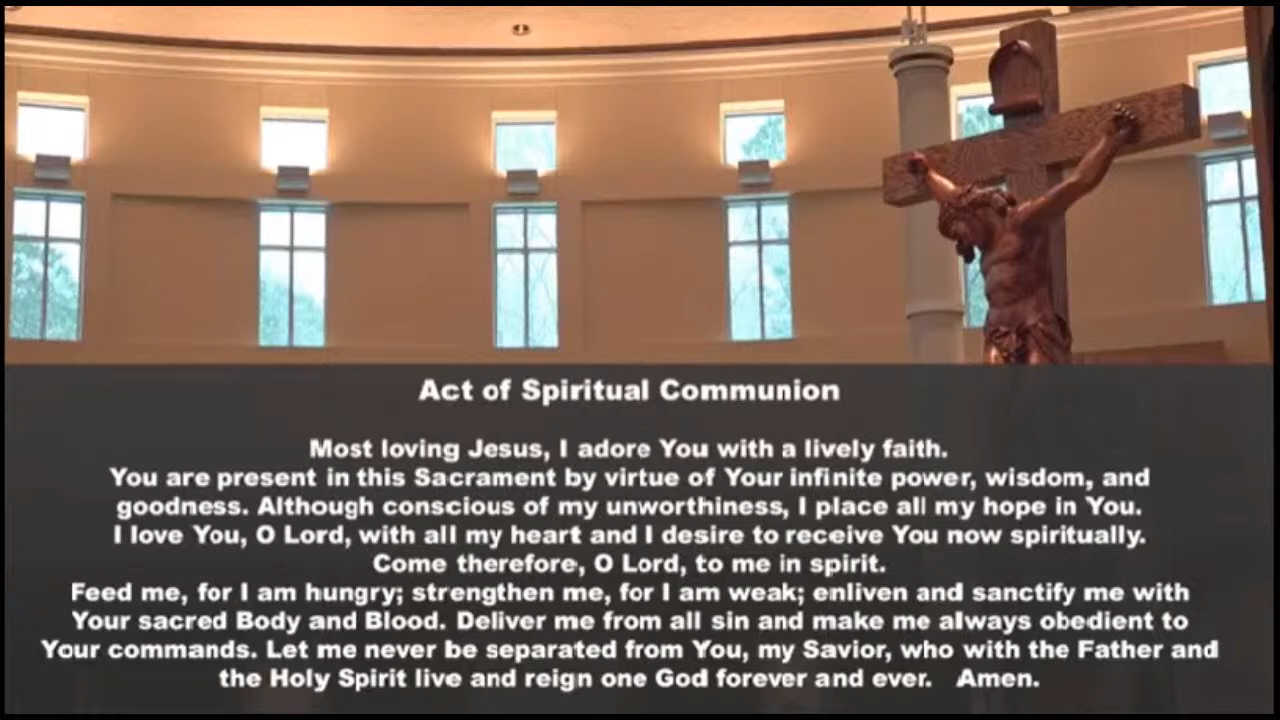 Act of Spiritual Communion
Most loving Jesus, I adore You with a lively faith.
You are present in this Sacrament by virtue of Your infinite power, wisdom, and
goodness. Although conscious of my unworthiness, I place all my hope in You.
I love You, O Lord, with all my heart and I desire to receive You now spiritually.
Come therefore, O Lord, to me in spirit.
Feed me, for I am hungry; strengthen me, for I am weak; enliven and sanctify me with
Your sacred Body and Blood. Deliver me from all sin and make me always obedient to
Your commands. Let me never be separated from You, my Savior, who with the Father and
the Holy Spirit live and reign one God forever and ever. Amen.